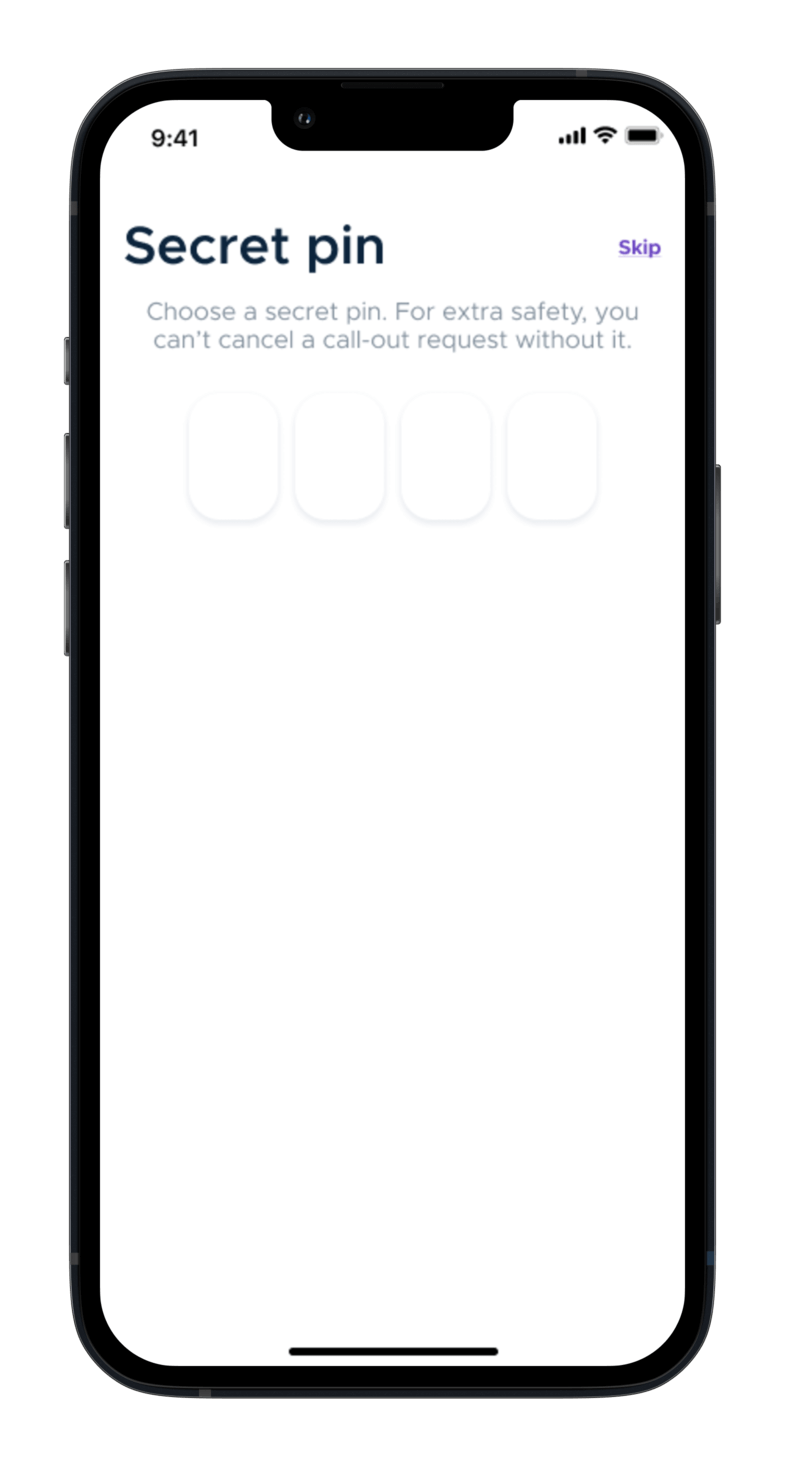 9:41
Secret pin
Skip
Choose a secret pin. For extra safety, you
can't cancel a call-out request without it.